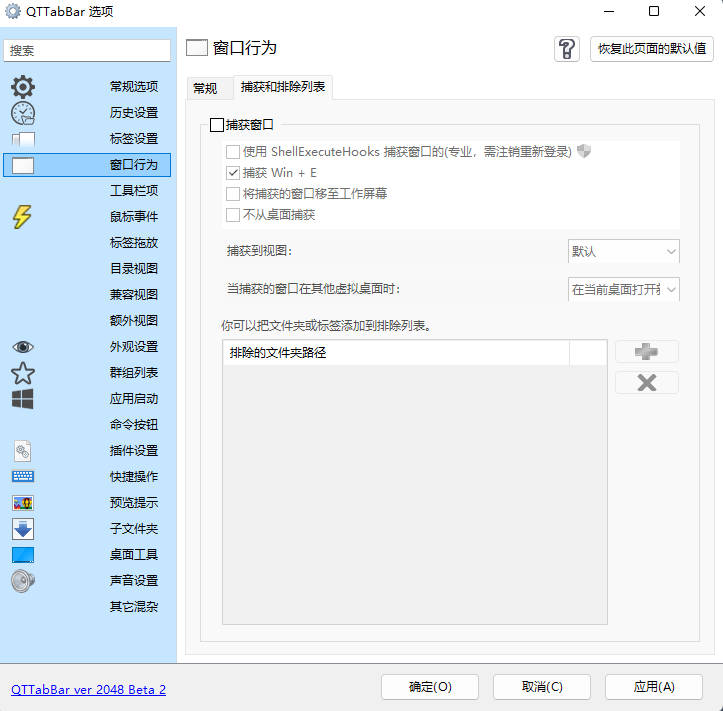 QTTabBar 选项
搜索
常规选项
历史设置
标签设置
窗口行为
工具栏项
鼠标事件
标签拖放
目录视图
兼容视图
额外视图
外观设置
群组列表
应用启动
命令按钮
插件设置
快捷操作
预览提示
子文件夹
桌面工具
声音设置
其它混杂
窗口行为
恢复此页面的默认值
常规 捕获和排除列表
捕获窗口
使用 ShellExecuteHooks 捕获窗口的(专业，需注销重新登录)
捕获 Win + E
将捕获的窗口移至工作屏幕
不从桌面捕获
捕获到视图: 默认
当捕获的窗口在其他虚拟桌面时: 在当前桌面打开
你可以把文件夹或标签添加到排除列表。
排除的文件夹路径
QTTabBar ver 2048 Beta 2
确定(O) 取消(C) 应用(A)